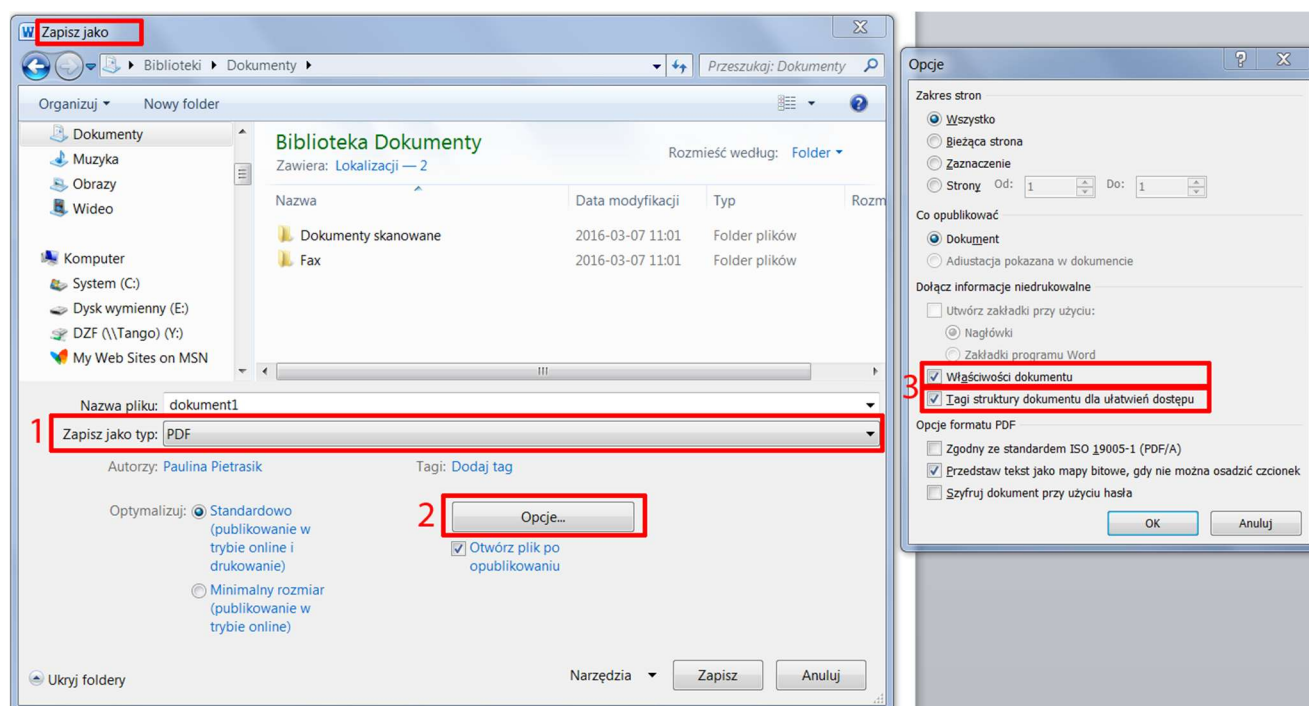 Zapisz jako
Biblioteki Dokumenty
Przeszukaj: Dokumenty
Organizuj Nowy folder
Dokumenty
Muzyka
Obrazy
Wideo
Komputer
System (C:)
Dysk wymienny (E:)
DZF (\\Tango) (Y:)
My Web Sites on MSN
Biblioteka Dokumenty
Zawiera: Lokalizacji — 2
Rozmieść według: Folder
Nazwa Data modyfikacji Typ Rozm
Dokumenty skanowane 2016-03-07 11:01 Folder plików
Fax 2016-03-07 11:01 Folder plików
Nazwa pliku: dokument1
1 Zapisz jako typ: PDF
Autorzy: Paulina Pietrasik Tagi: Dodaj tag
Optymalizuj: Standardowo
(publikowanie w
trybie online i
drukowanie)
Minimalny rozmiar
(publikowanie w
trybie online)
2 Opcje...
Otwórz plik po
opublikowaniu
Ukryj foldery Narzędzia Zapisz Anuluj
Opcje
Zakres stron
Wszystko
Bieżąca strona
Zaznaczenie
Strony Od: 1 Do: 1
Co opublikować
Dokument
Adiustacja pokazana w dokumencie
Dołącz informacje niedrukowalne
Utwórz zakładki przy użyciu:
Nagłówki
Zakładki programu Word
3 Właściwości dokumentu
Tagi struktury dokumentu dla ułatwień dostępu
Opcje formatu PDF
Zgodny ze standardem ISO 19005-1 (PDF/A)
Przedstaw tekst jako mapy bitowe, gdy nie można osadzić czcionek
Szyfruj dokument przy użyciu hasła
OK Anuluj